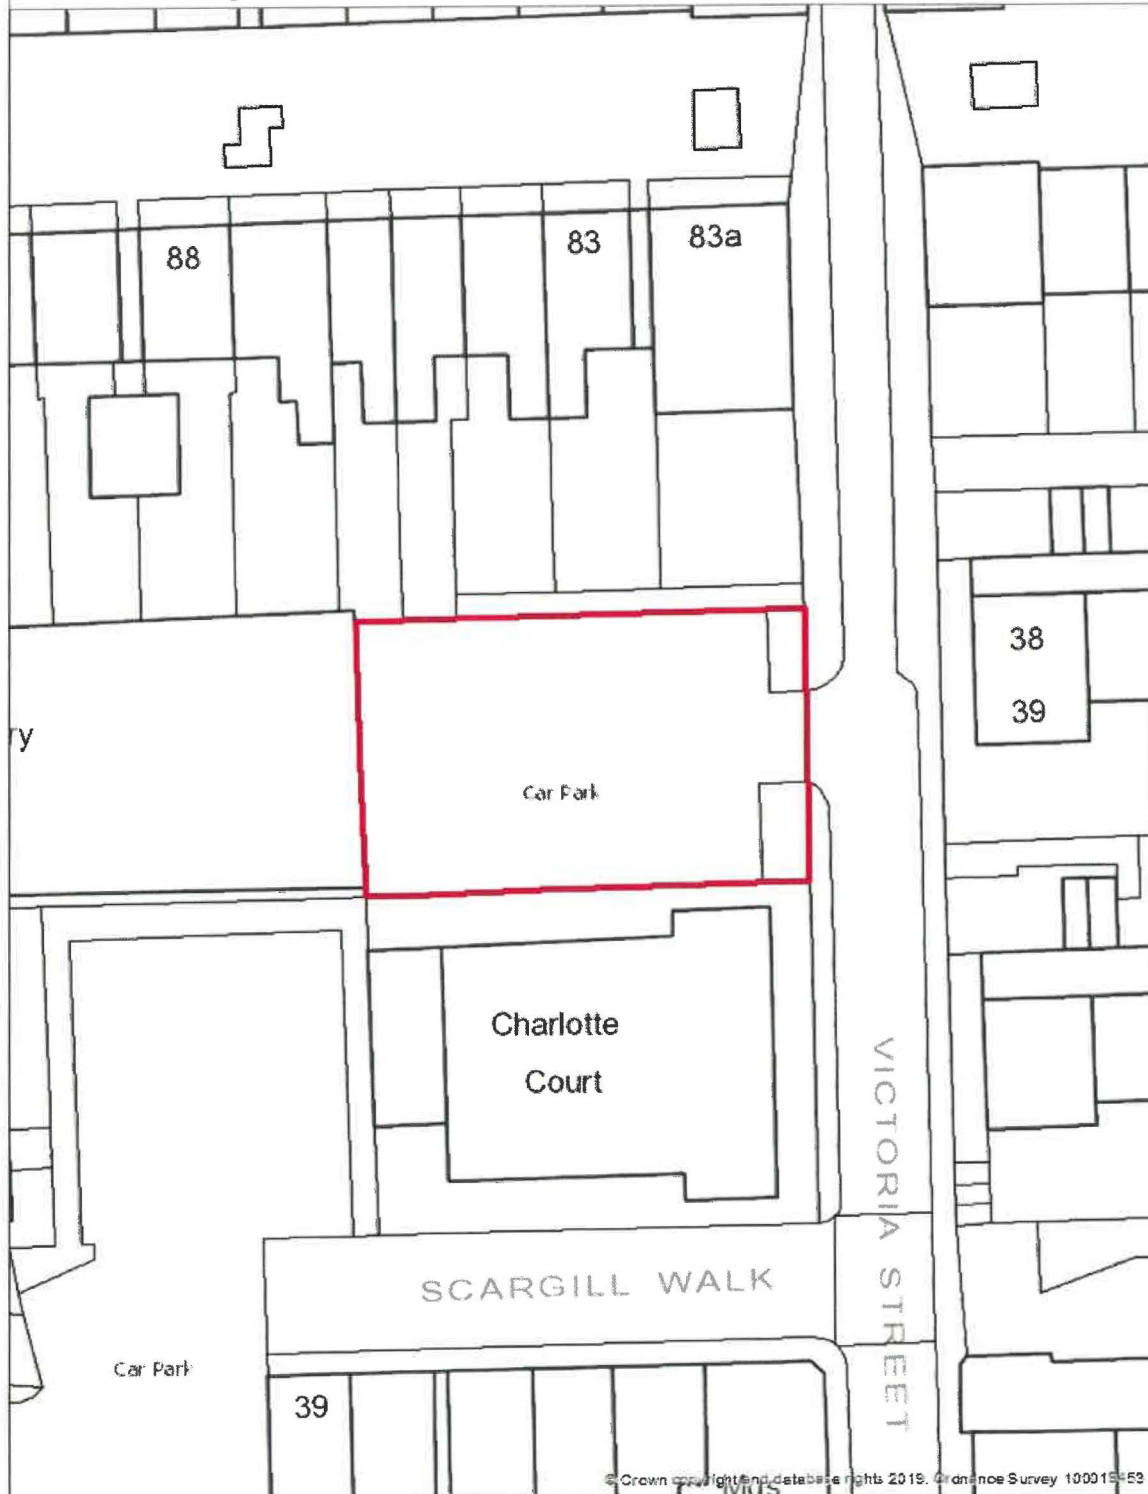 88
83
83a
38
39
ry
Car Park
Charlotte
Court
VICTORIA STREET
SCARGILL WALK
Car Park
39
© Crown copyright and database rights 2019. Ordnance Survey 100019453